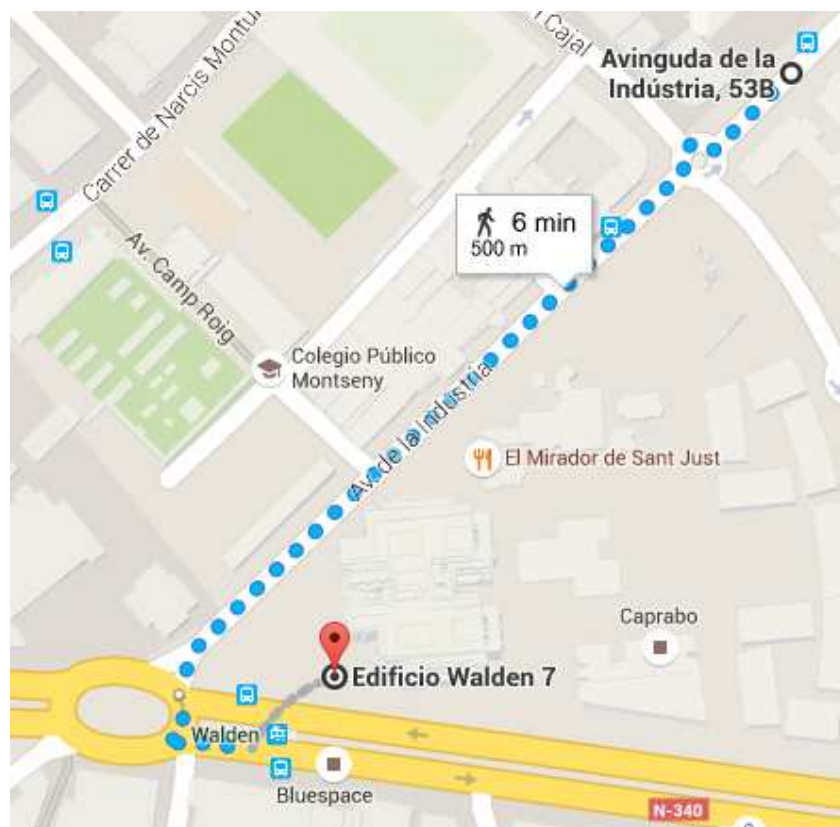 n Cajal
Avinguda de la
Indústria, 53B
Carrer de Narcís Montur
6 min
500 m
Av. Camp Roig
Colegio Público
Montseny
Av. de la Indústria
El Mirador de Sant Just
Caprabo
Edificio Walden 7
Walden
Bluespace
N-340